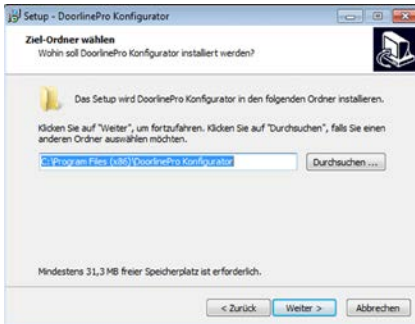 Setup - DoorlinePro Konfigurator
Ziel-Ordner wählen
Wohin soll DoorlinePro Konfigurator installiert werden?
Das Setup wird DoorlinePro Konfigurator in den folgenden Ordner installieren.
Klicken Sie auf "Weiter", um fortzufahren. Klicken Sie auf "Durchsuchen", falls Sie einen
anderen Ordner auswählen möchten.
C:\Program Files (x86)\DoorlinePro Konfigurator
Durchsuchen ...
Mindestens 31,3 MB freier Speicherplatz ist erforderlich.
< Zurück
Weiter >
Abbrechen